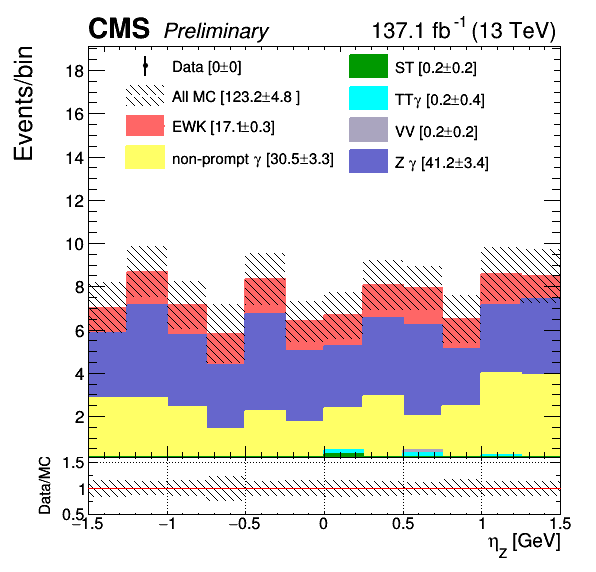 CMS Preliminary 137.1 fb⁻¹ (13 TeV)
Events/bin
18
16
14
12
10
8
6
4
2
Data [0±0]
All MC [123.2±4.8 ]
EWK [17.1±0.3]
non-prompt γ [30.5±3.3]
ST [0.2±0.2]
TTγ [0.2±0.4]
VV [0.2±0.2]
Z γ [41.2±3.4]
Data/MC
1.5
1
0.5
−1.5 −1 −0.5 0 0.5 1 1.5
η_Z [GeV]